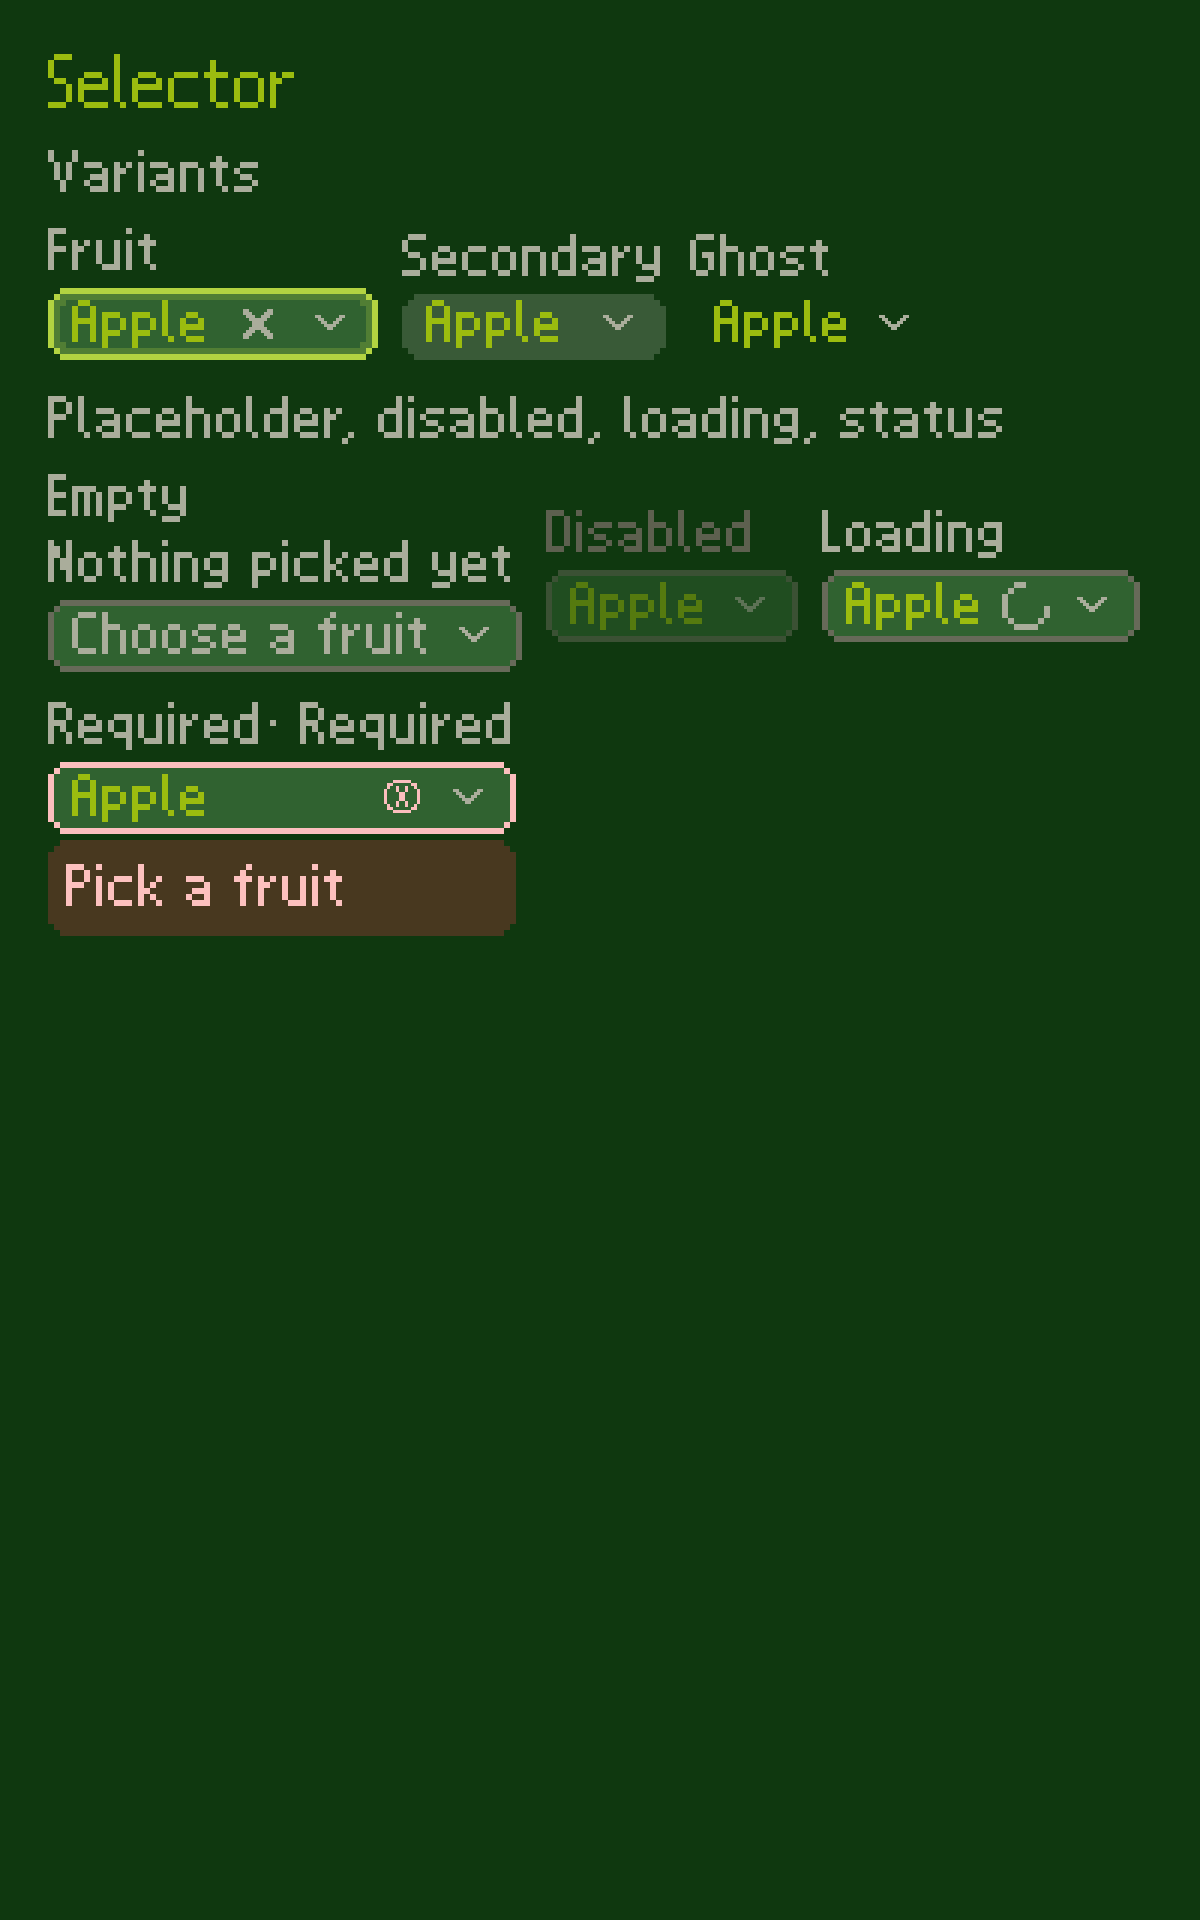 Selector
Variants
Fruit
Secondary
Ghost
Apple
Apple
Apple
Placeholder, disabled, loading, status
Empty
Nothing picked yet
Choose a fruit
Disabled
Apple
Loading
Apple
Required · Required
Apple
Pick a fruit